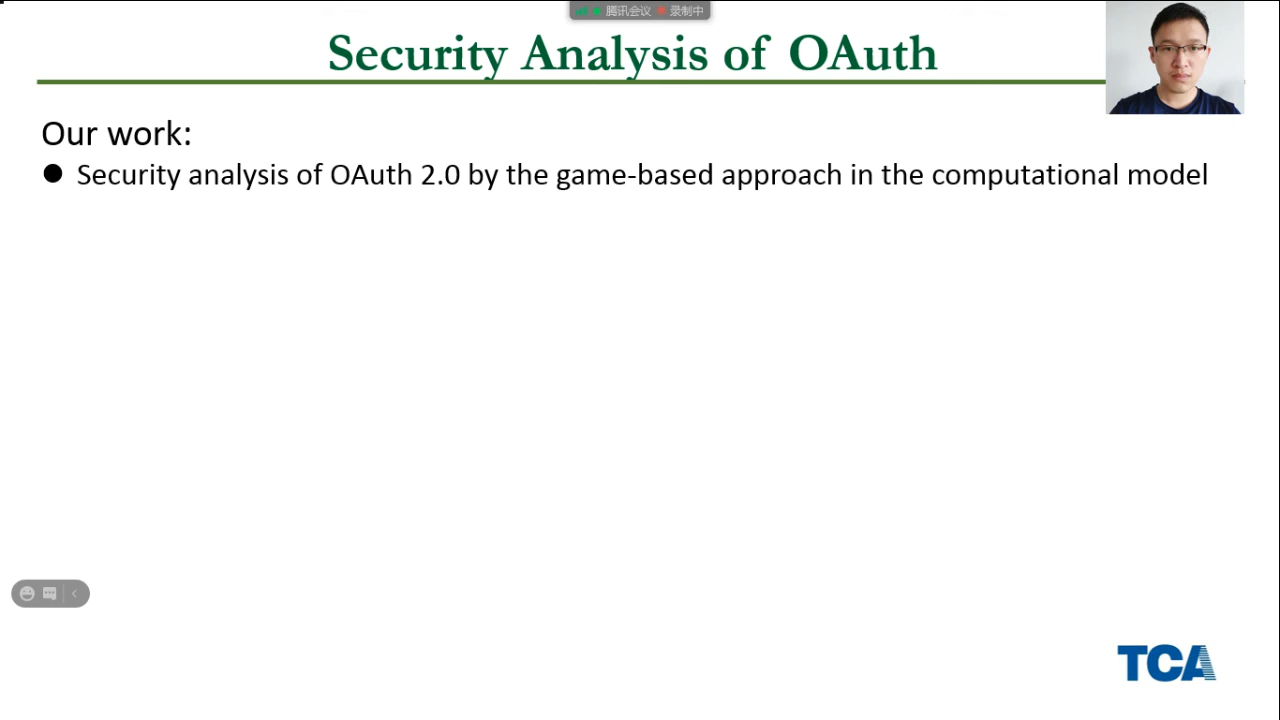 腾讯会议 录制中
Security Analysis of OAuth
Our work:
● Security analysis of OAuth 2.0 by the game-based approach in the computational model
TCA